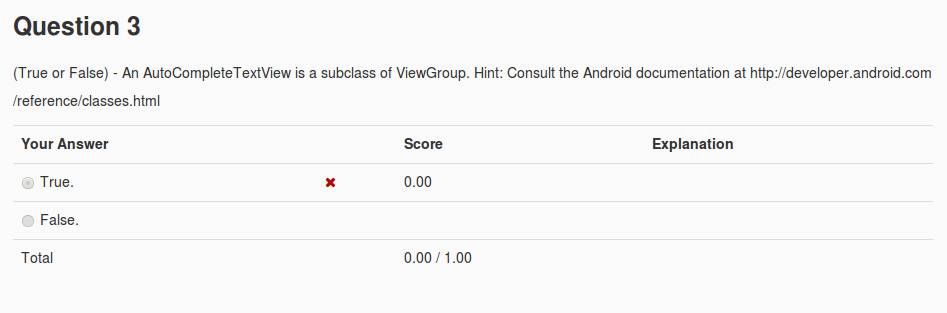 Question 3
(True or False) - An AutoCompleteTextView is a subclass of ViewGroup. Hint: Consult the Android documentation at http://developer.android.com
/reference/classes.html
Your Answer Score Explanation
True. ✖ 0.00
False.
Total 0.00 / 1.00